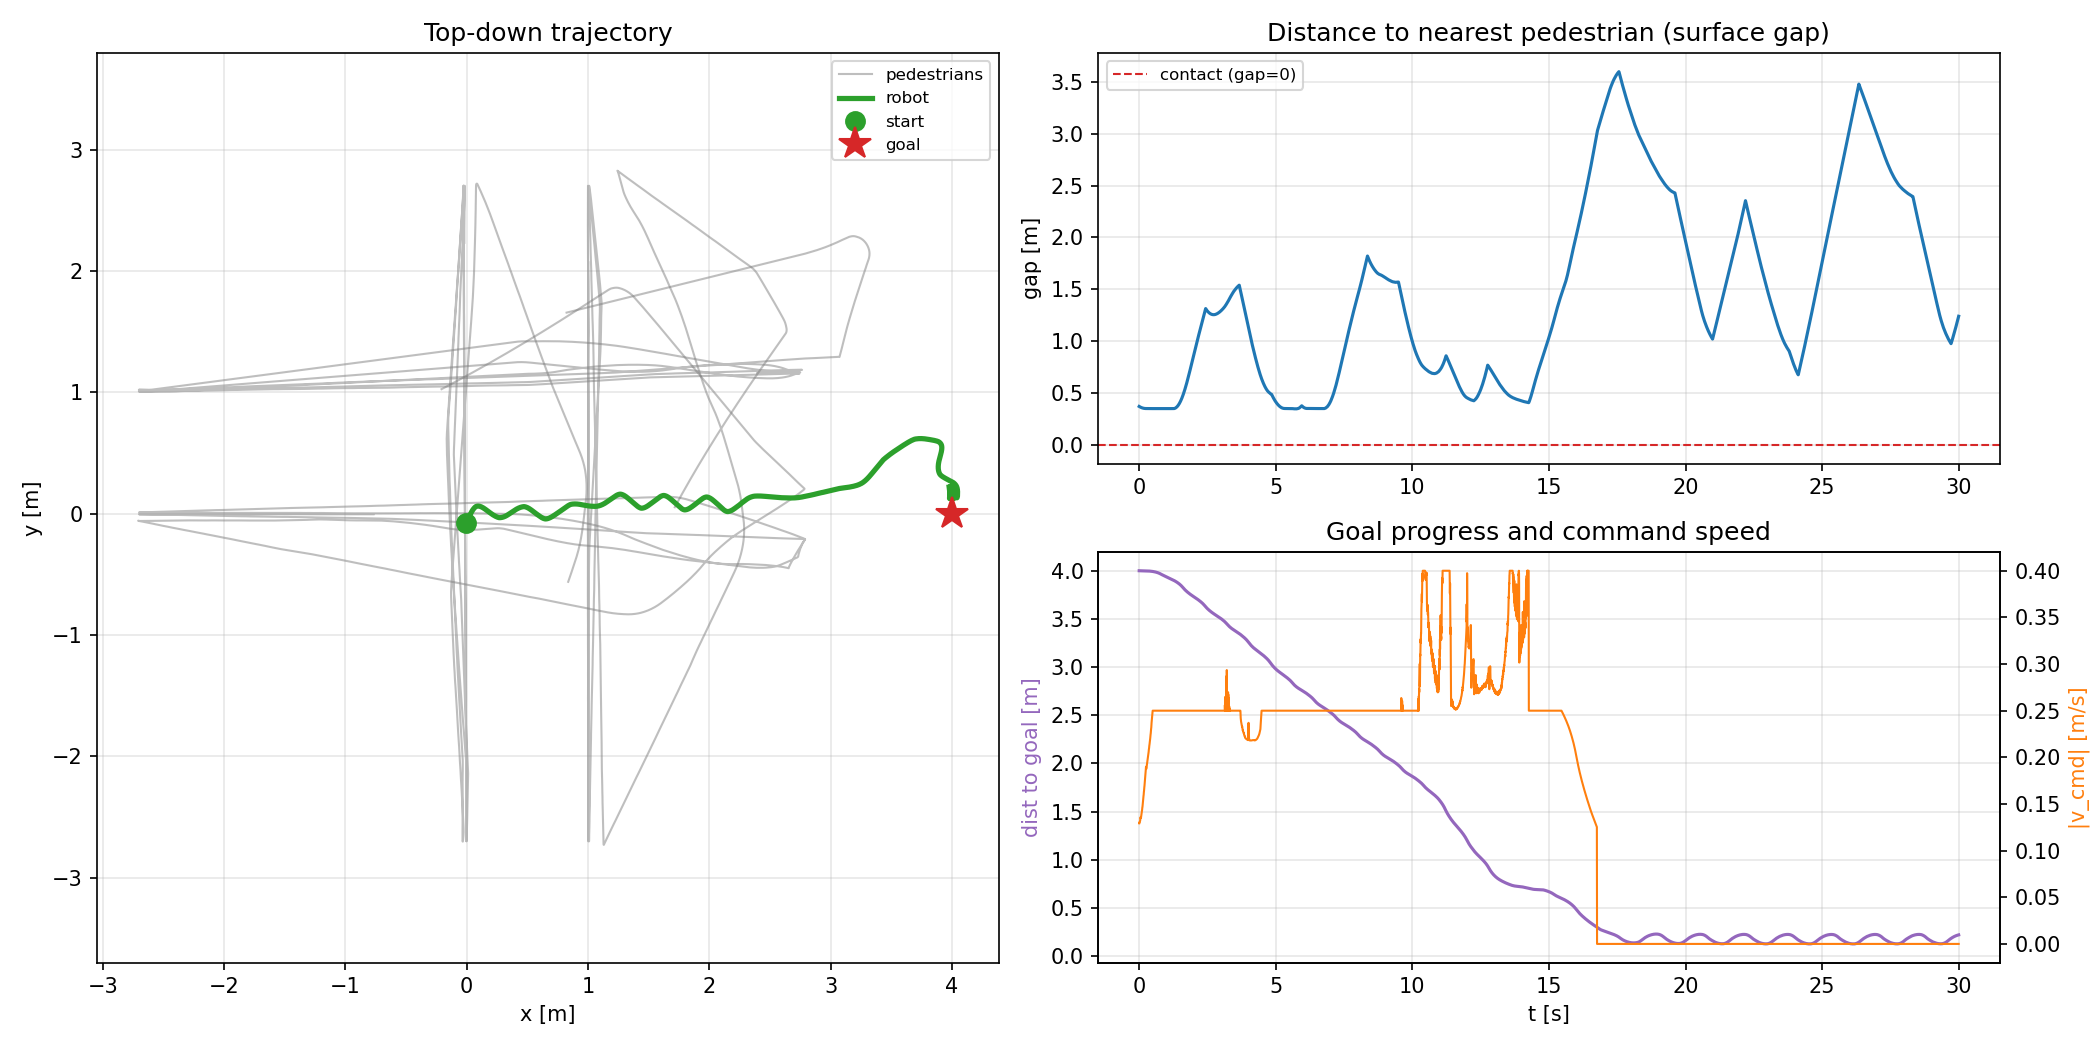 Top-down trajectory
pedestrians
robot
start
goal
3
2
1
0
−1
−2
−3
y [m]
−3 −2 −1 0 1 2 3 4
x [m]
Distance to nearest pedestrian (surface gap)
contact (gap=0)
3.5
3.0
2.5
2.0
1.5
1.0
0.5
0.0
gap [m]
0 5 10 15 20 25 30
Goal progress and command speed
4.0
3.5
3.0
2.5
2.0
1.5
1.0
0.5
0.0
dist to goal [m]
0.40
0.35
0.30
0.25
0.20
0.15
0.10
0.05
0.00
|v_cmd| [m/s]
0 5 10 15 20 25 30
t [s]